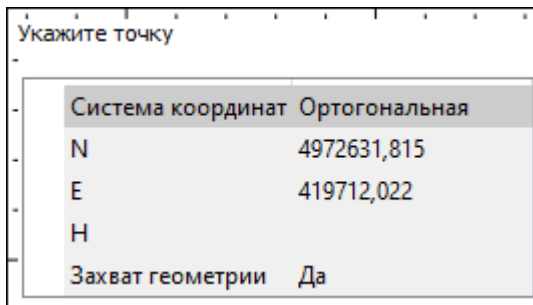 Укажите точку
Система координат Ортогональная
N 4972631,815
E 419712,022
H
Захват геометрии Да